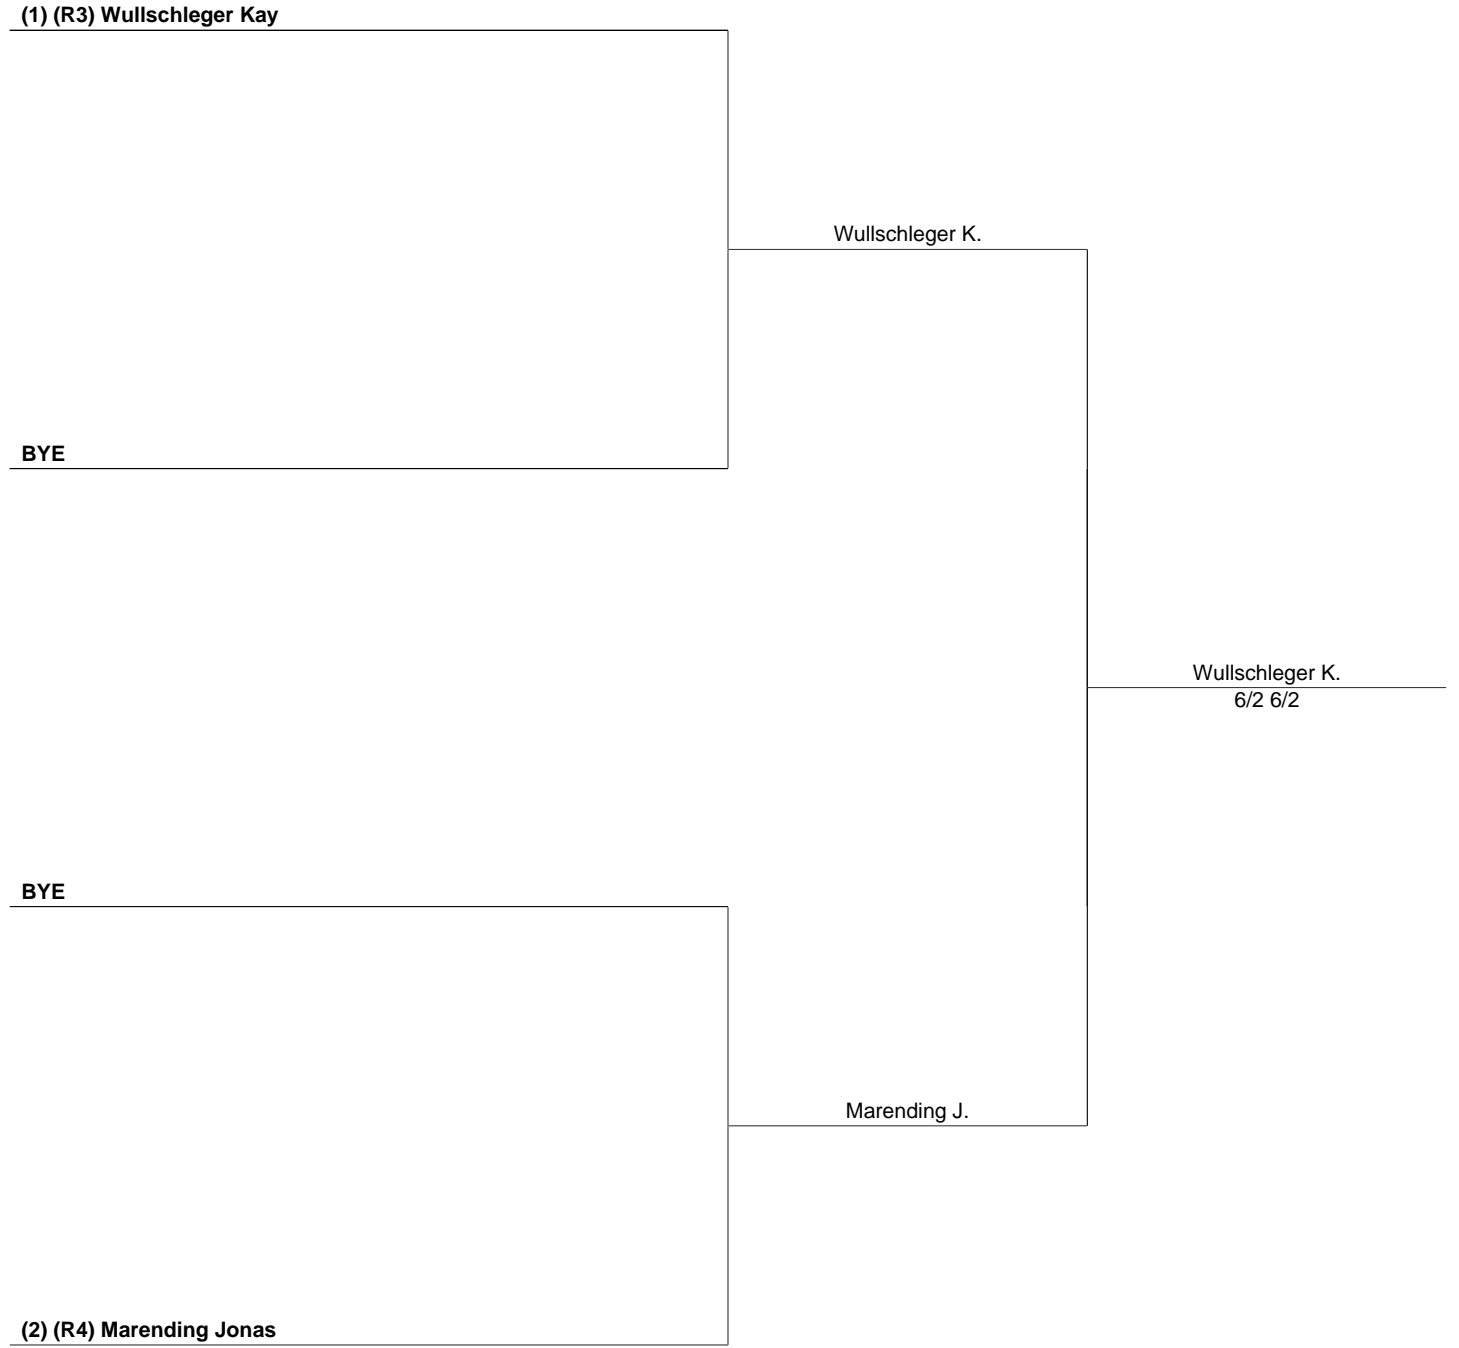 (1) (R3) Wullschleger Kay
Wullschleger K.
BYE
Wullschleger K.
6/2 6/2
BYE
Marending J.
(2) (R4) Marending Jonas